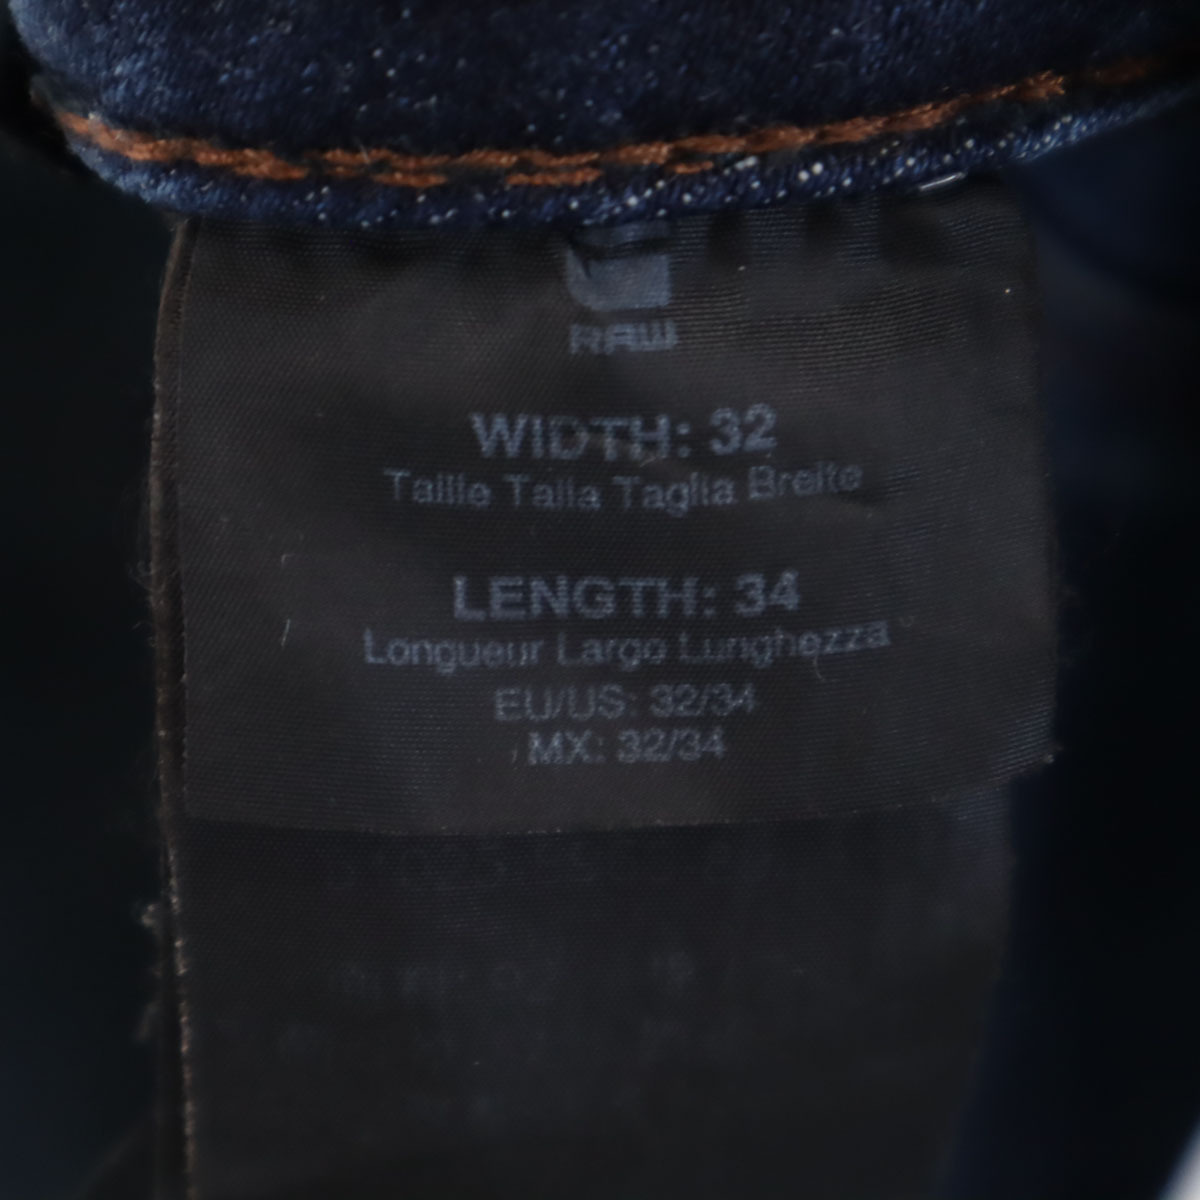 RAW
WIDTH: 32
Taille Talla Taglia Breite
LENGTH: 34
Longueur Largo Lunghezza
EU/US: 32/34
MX: 32/34